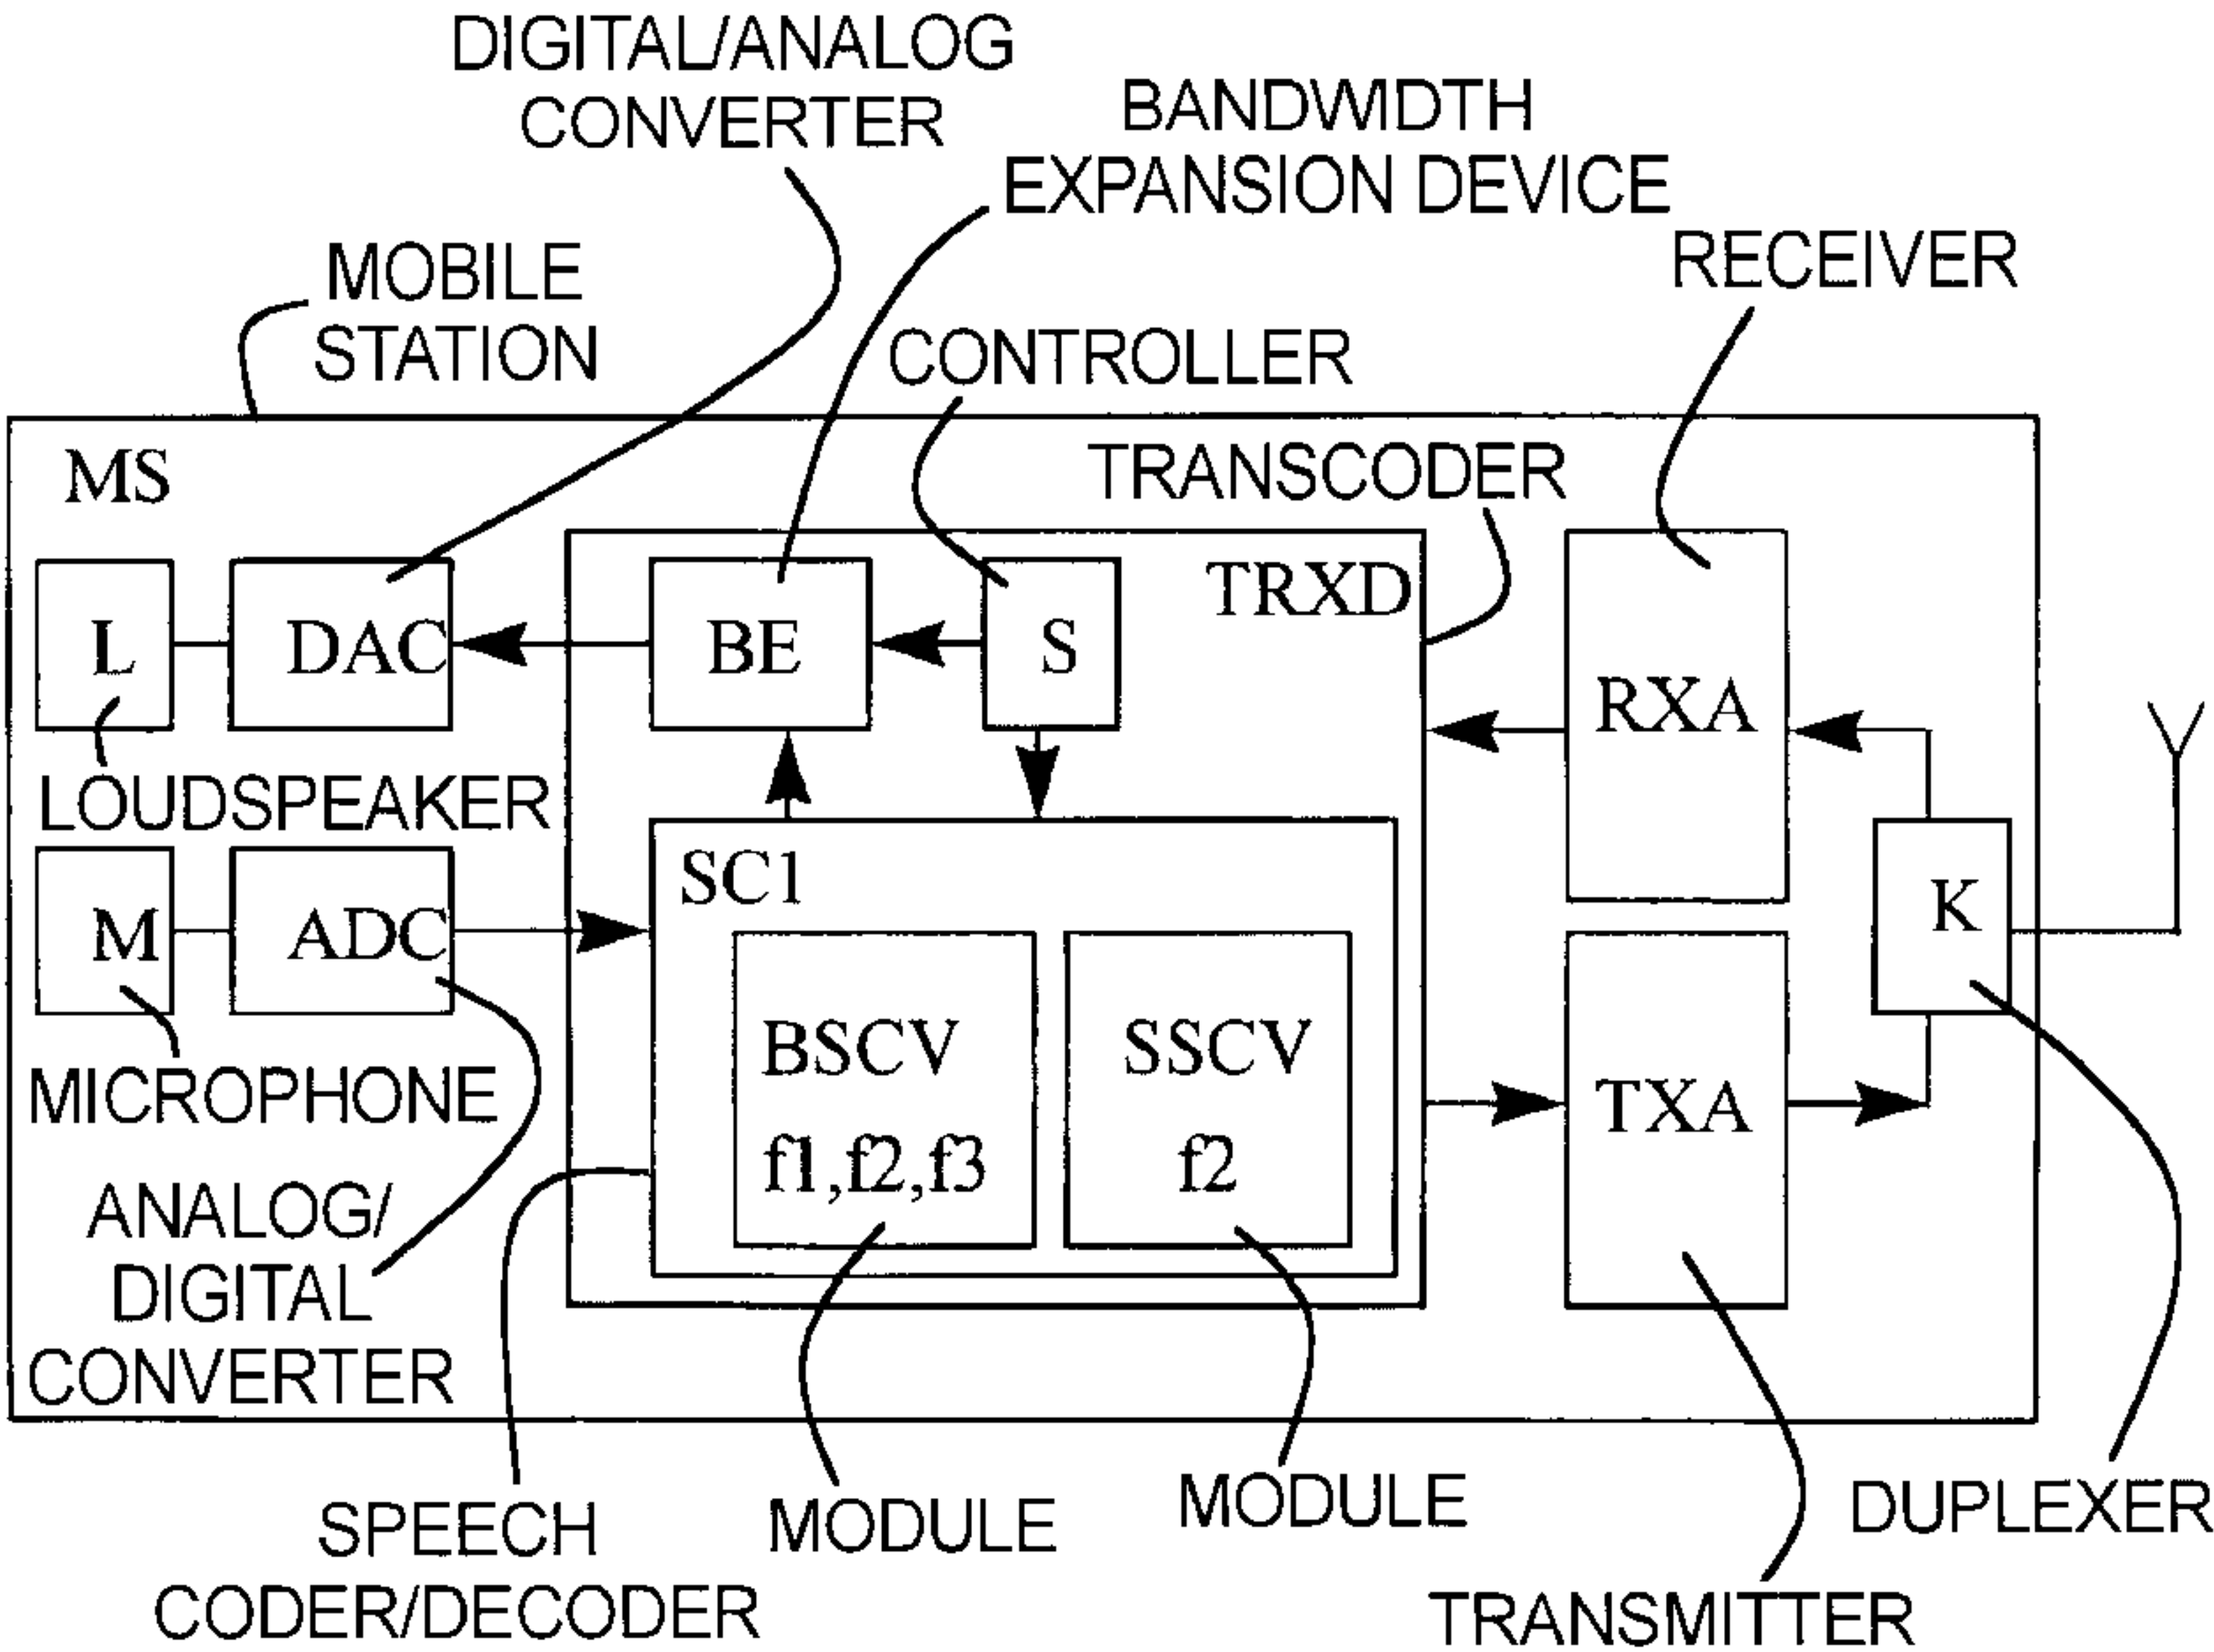 DIGITAL/ANALOG
CONVERTER
BANDWIDTH
EXPANSION DEVICE
RECEIVER
MOBILE
STATION
CONTROLLER
MS
TRANSCODER
TRXD
L
DAC
BE
S
RXA
LOUDSPEAKER
SC1
K
M
ADC
BSCV
f1,f2,f3
SSCV
f2
TXA
MICROPHONE
ANALOG/
DIGITAL
CONVERTER
SPEECH
CODER/DECODER
MODULE
MODULE
DUPLEXER
TRANSMITTER